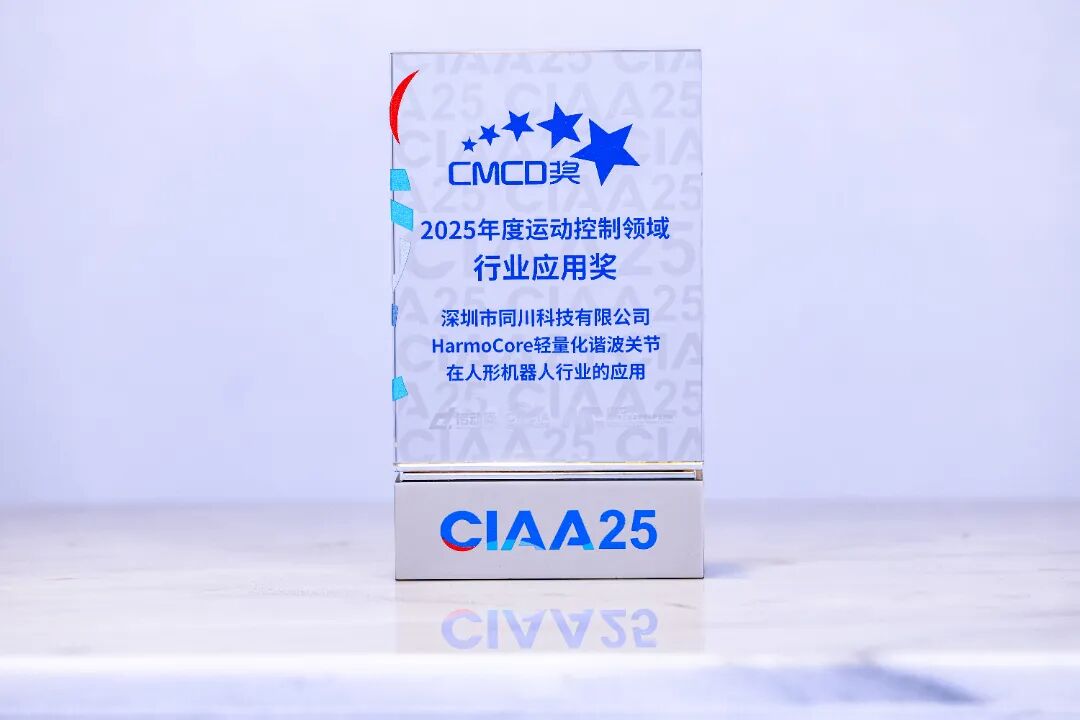 CMCD奖
2025年度运动控制领域
行业应用奖
深圳市同川科技有限公司
HarmoCore轻量化谐波关节
在人形机器人行业的应用
CIAA25